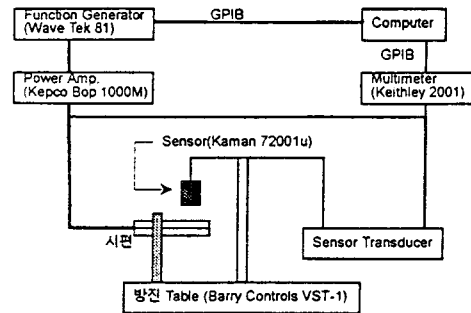 Function Generator
(Wave Tek 81)
GPIB
Computer
GPIB
Power Amp.
(Kepco Bop 1000M)
Multimeter
(Keithley 2001)
Sensor(Kaman 72001u)
시편
Sensor Transducer
방진 Table (Barry Controls VST-1)